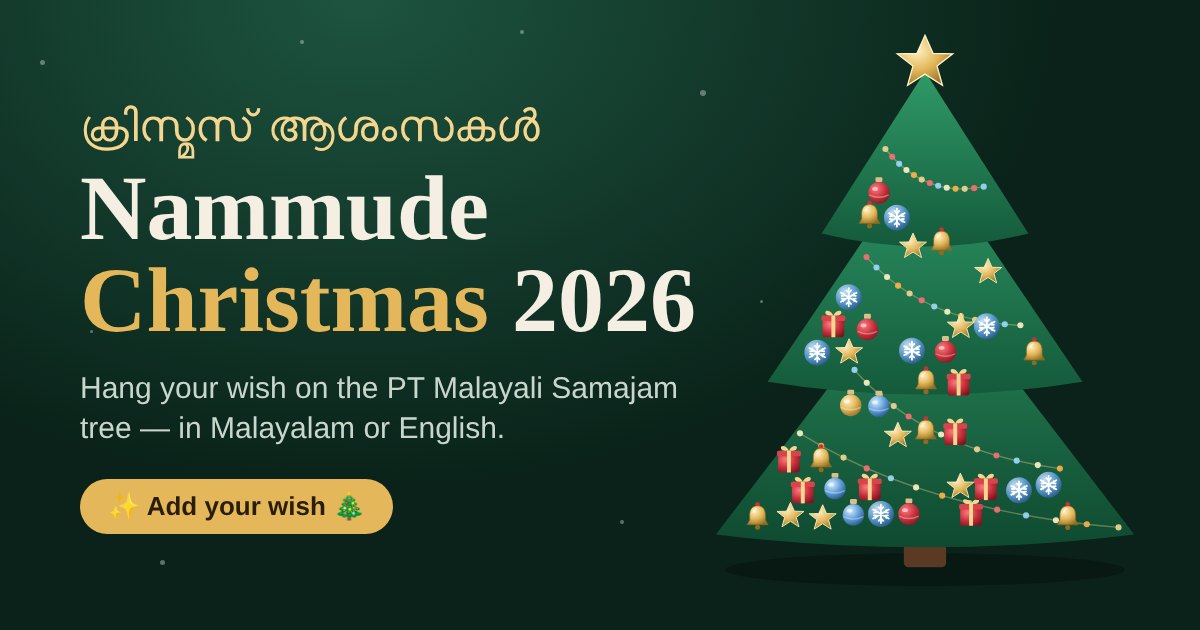 ക്രിസ്മസ് ആശംസകൾ
Nammude
Christmas 2026
Hang your wish on the PT Malayali Samajam
tree — in Malayalam or English.
✨ Add your wish 🎄